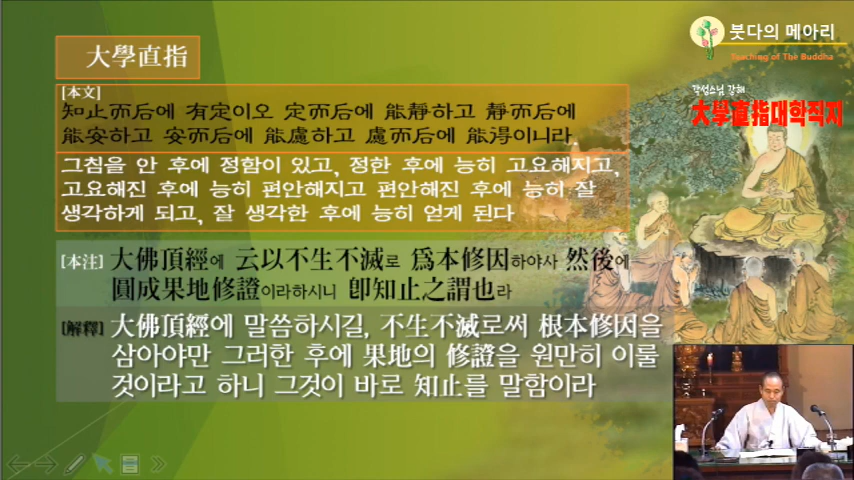 大學直指
[本文]
知止而后에 有定이오 定而后에 能靜하고 靜而后에
能安하고 安而后에 能慮하고 慮而后에 能得이니라
그침을 안 후에 정함이 있고, 정한 후에 능히 고요해지고,
고요해진 후에 능히 편안해지고 편안해진 후에 능히 잘
생각하게 되고, 잘 생각한 후에 능히 얻게 된다
[本注] 大佛頂經에 云以不生不滅로 爲本修因하야사 然後에
圓成果地修證이라하시니 卽知止之謂也라
[解釋] 大佛頂經에 말씀하시길, 不生不滅로써 根本修因을
삼아야만 그러한 후에 果地의 修證을 원만히 이룰
것이라고 하니 그것이 바로 知止를 말함이라
붓다의 메아리
Teaching of The Buddha
각성스님 강해
大學直指대학직지